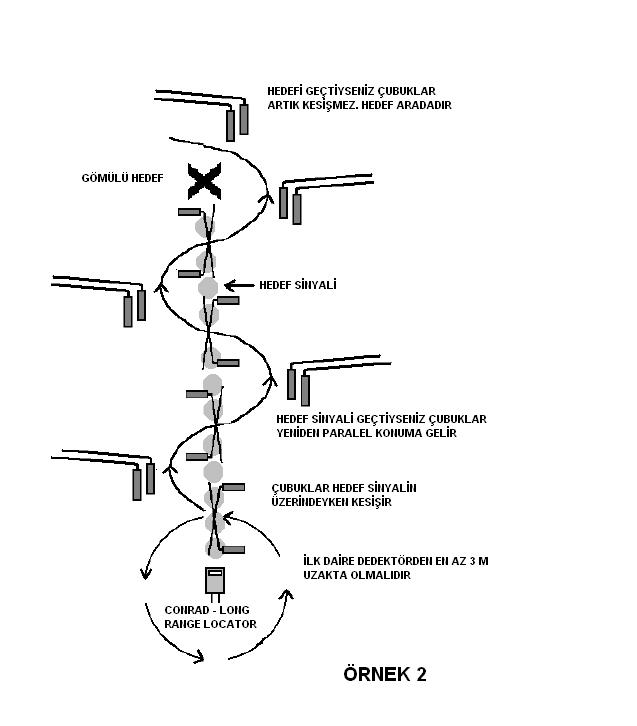 HEDEFİ GEÇTİYSENİZ ÇUBUKLAR
ARTIK KESİŞMEZ. HEDEF ARADADIR
GÖMÜLÜ HEDEF
HEDEF SİNYALİ
HEDEF SİNYALİ GEÇTİYSENİZ ÇUBUKLAR
YENİDEN PARALEL KONUMA GELİR
ÇUBUKLAR HEDEF SİNYALİN
ÜZERİNDEYKEN KESİŞİR
İLK DAİRE DEDEKTÖRDEN EN AZ 3 M
UZAKTA OLMALIDIR
CONRAD - LONG
RANGE LOCATOR
ÖRNEK 2